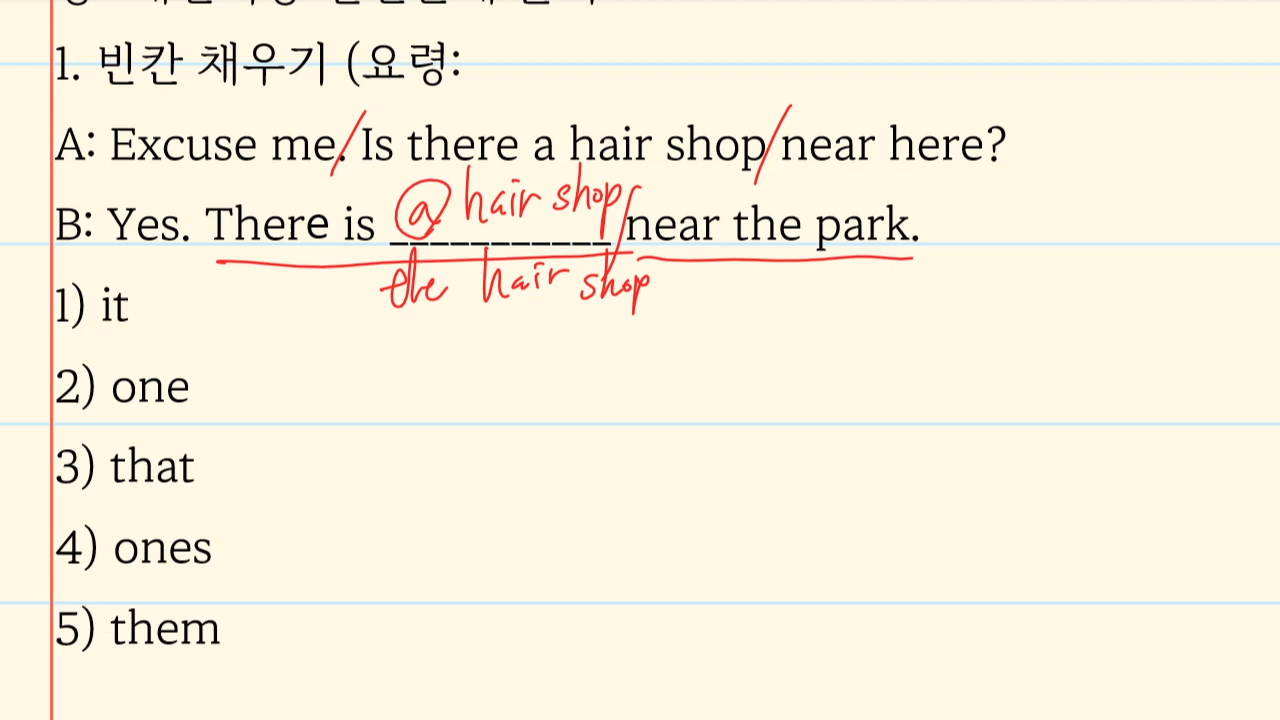 1. 빈칸 채우기 (요령:
A: Excuse me. Is there a hair shop near here?
a hair shop
B: Yes. There is ___________ near the park.
the hair shop
1) it
2) one
3) that
4) ones
5) them